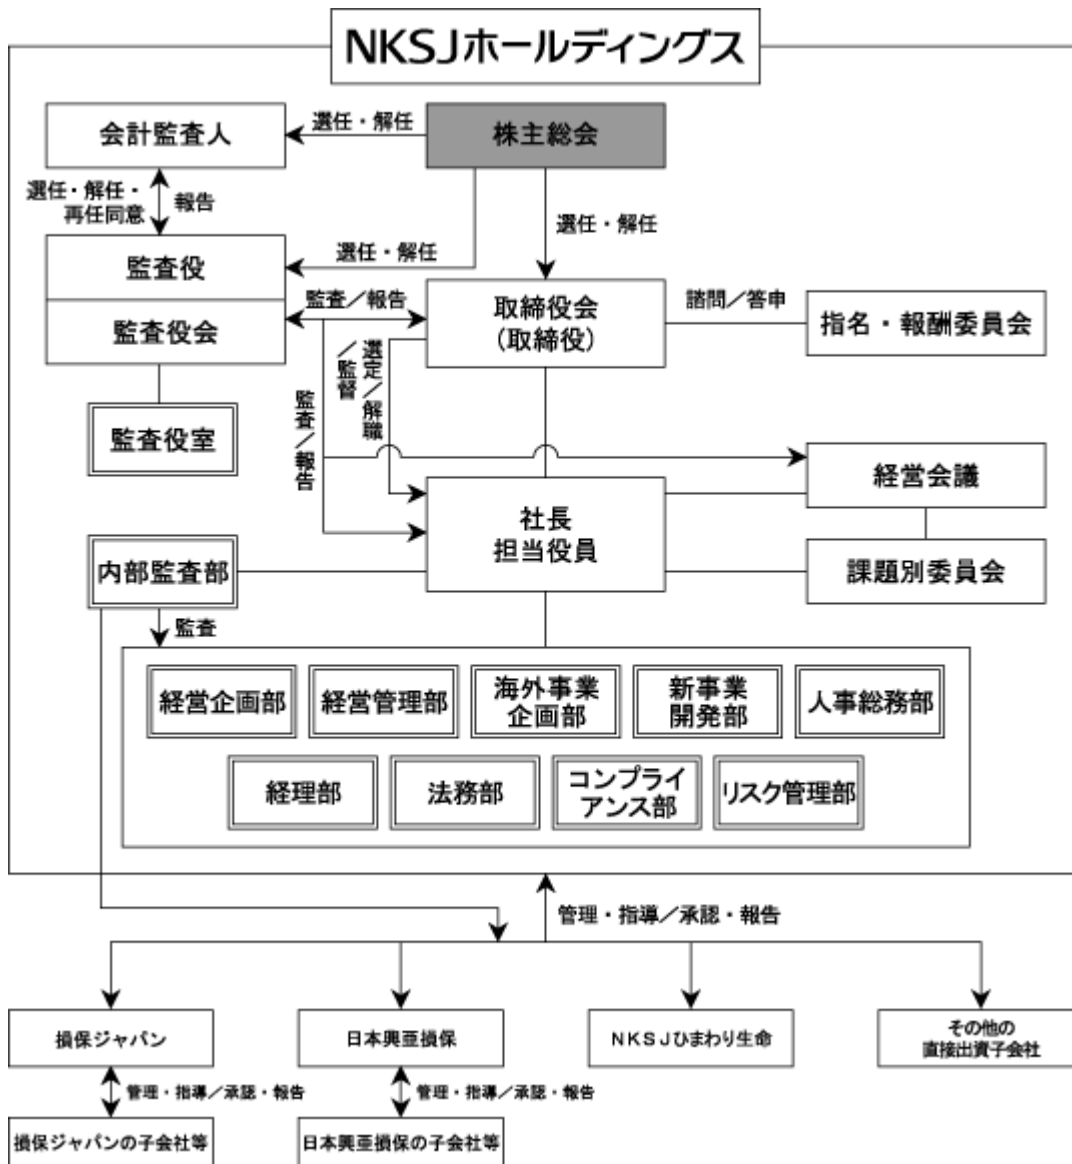 NKSJホールディングス
会計監査人
選任・解任
株主総会
選任・解任・
再任同意
報告
選任・解任
選任・解任
監査役
監査役会
監査／報告
取締役会
(取締役)
諮問／答申
指名・報酬委員会
選定／解職
／監督
監査／報告
監査役室
経営会議
社長
担当役員
内部監査部
課題別委員会
監査
経営企画部
経営管理部
海外事業
企画部
新事業
開発部
人事総務部
経理部
法務部
コンプライ
アンス部
リスク管理部
管理・指導／承認・報告
損保ジャパン
日本興亜損保
NKSJひまわり生命
その他の
直接出資子会社
管理・指導／承認・報告
管理・指導／承認・報告
損保ジャパンの子会社等
日本興亜損保の子会社等